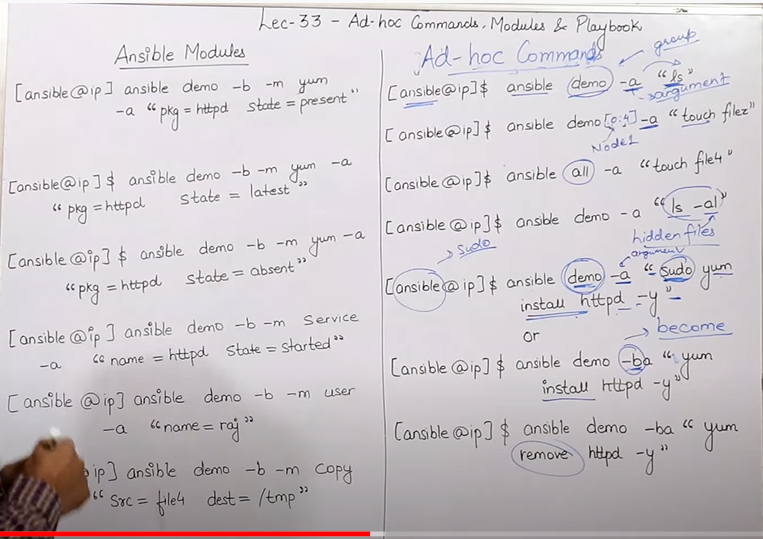 Lec-33 - Ad-hoc Commands, Modules & Playbook
Ansible Modules
[ansible@ip] ansible demo -b -m yum
-a "pkg = httpd state = present"
[ansible@ip] $ ansible demo -b -m yum -a
"pkg = httpd state = latest"
[ansible@ip] $ ansible demo -b -m yum -a
"pkg = httpd state = absent"
[ansible@ip] ansible demo -b -m service
-a "name = httpd state = started"
[ansible@ip] ansible demo -b -m user
-a "name = raj"
ip] ansible demo -b -m copy
"src = file4 dest = /tmp"
Ad-hoc Commands
group
[ansible@ip]$ ansible demo -a "ls"
argument
[ansible@ip]$ ansible demo[0:4] -a "touch filez"
Node1
[ansible@ip]$ ansible all -a "touch file4"
[ansible@ip]$ ansible demo -a "ls -al"
hidden files
sudo
argument
[ansible@ip]$ ansible demo -a "sudo yum
install httpd -y"
or
become
[ansible@ip]$ ansible demo -ba "yum
install httpd -y"
[ansible@ip]$ ansible demo -ba "yum
remove httpd -y"